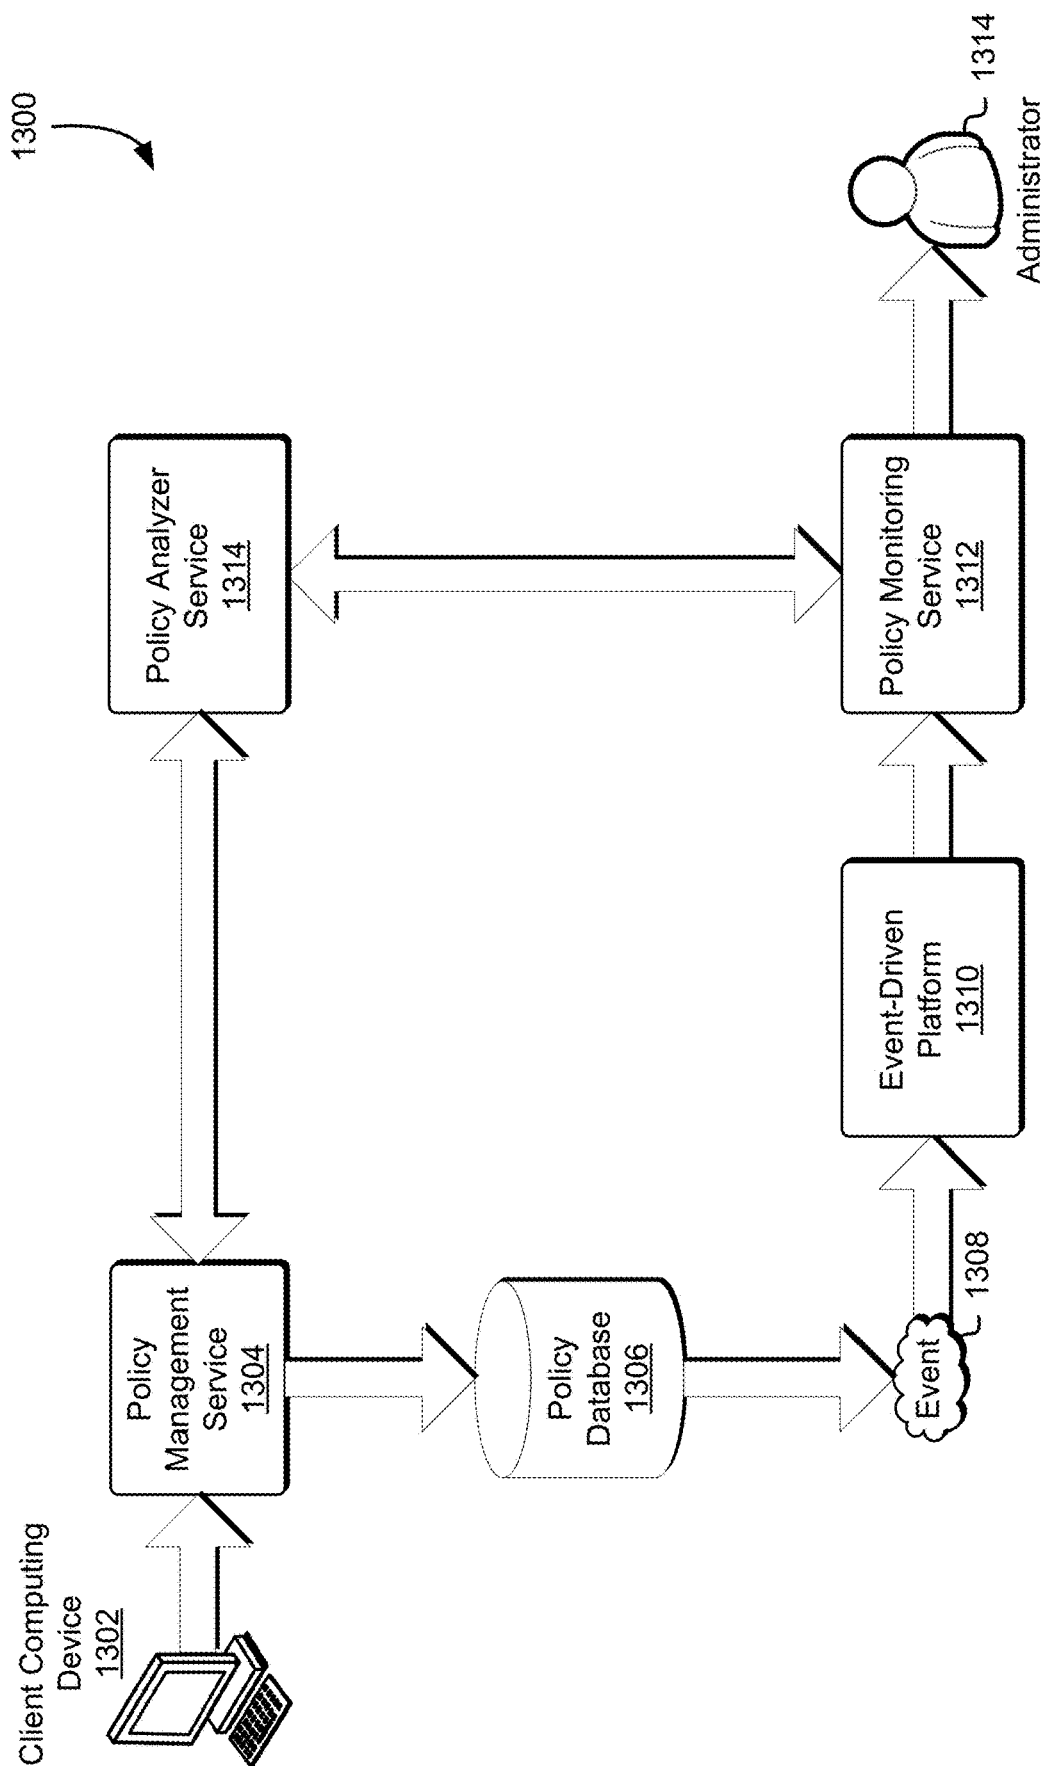 1300
Client Computing
Device
1302
Policy
Management
Service
1304
Policy Analyzer
Service
1314
Policy
Database
1306
Event
1308
Event-Driven
Platform
1310
Policy Monitoring
Service
1312
1314
Administrator